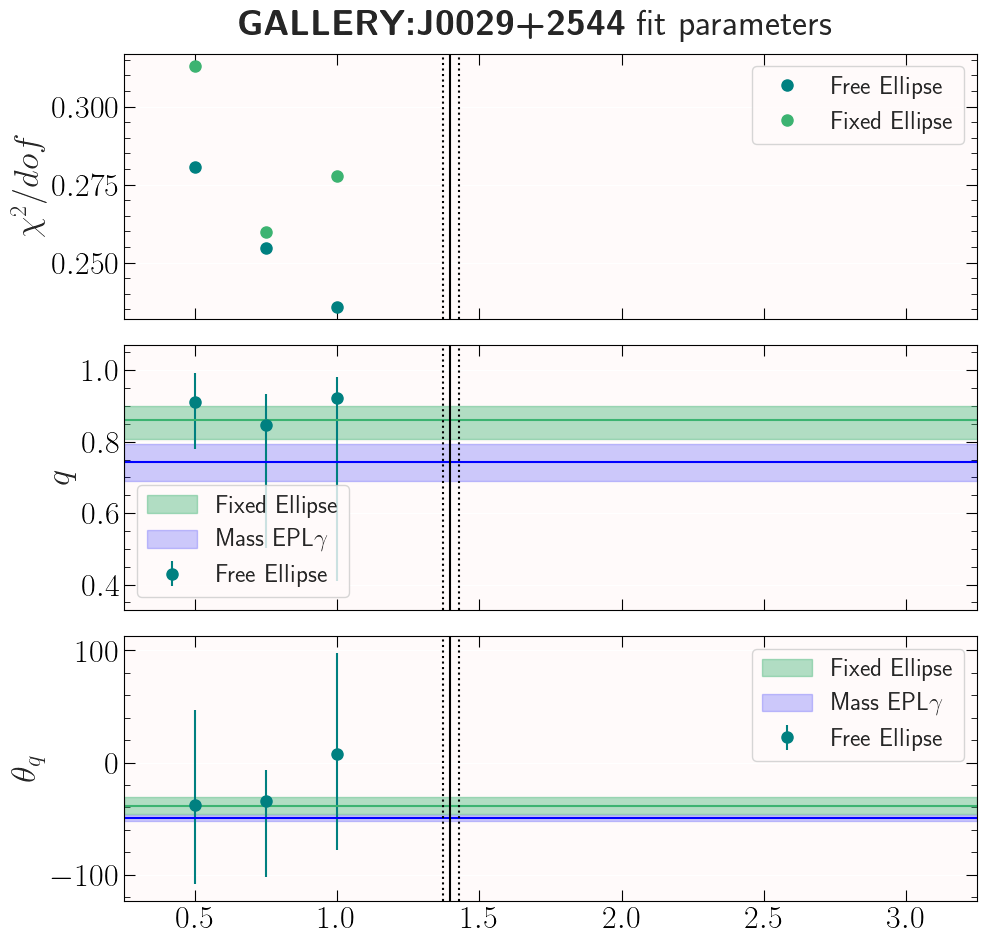 GALLERY:J0029+2544 fit parameters
χ²/dof
0.300
0.275
0.250
Free Ellipse
Fixed Ellipse
q
1.0
0.8
0.6
0.4
Fixed Ellipse
Mass EPLγ
Free Ellipse
θq
100
0
−100
Fixed Ellipse
Mass EPLγ
Free Ellipse
0.5 1.0 1.5 2.0 2.5 3.0